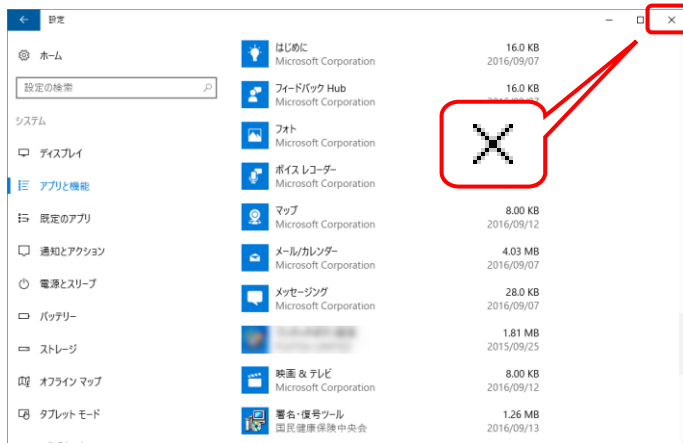 設定
ホーム
設定の検索
システム
ディスプレイ
アプリと機能
既定のアプリ
通知とアクション
電源とスリープ
バッテリー
ストレージ
オフライン マップ
タブレット モード
はじめに
16.0 KB
Microsoft Corporation
2016/09/07
フィードバック Hub
16.0 KB
Microsoft Corporation
フォト
Microsoft Corporation
ボイス レコーダー
Microsoft Corporation
マップ
8.00 KB
Microsoft Corporation
2016/09/12
メール/カレンダー
4.03 MB
Microsoft Corporation
2016/09/07
メッセージング
28.0 KB
Microsoft Corporation
2016/09/07
1.81 MB
2015/09/25
映画 & テレビ
8.00 KB
Microsoft Corporation
2016/09/12
署名・復号ツール
1.26 MB
国民健康保険中央会
2016/09/13